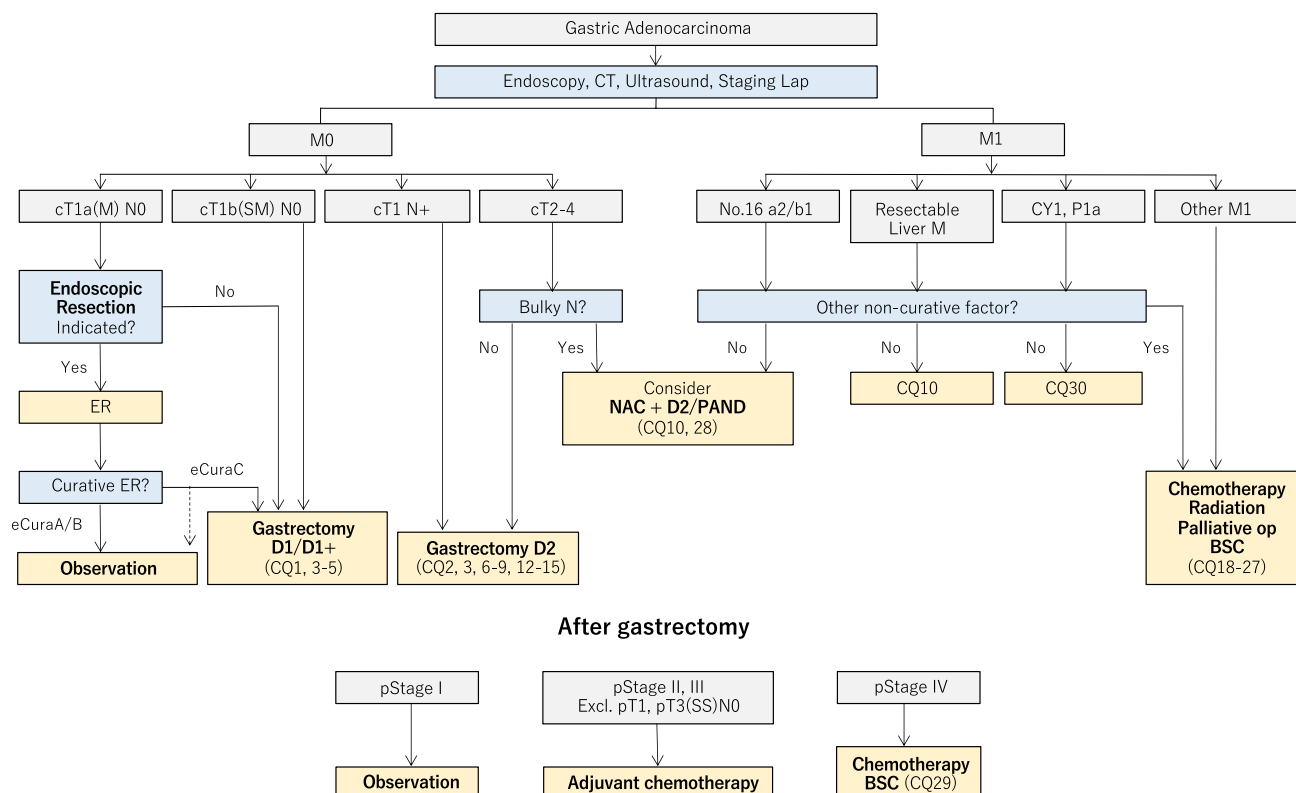 Gastric Adenocarcinoma
Endoscopy, CT, Ultrasound, Staging Lap
M0
M1
cT1a(M) N0
cT1b(SM) N0
cT1 N+
cT2-4
No.16 a2/b1
Resectable
Liver M
CY1, P1a
Other M1
Endoscopic
Resection
Indicated?
No
Bulky N?
Other non-curative factor?
Yes
No
Yes
No
No
No
Yes
ER
Consider
NAC + D2/PAND
(CQ10, 28)
CQ10
CQ30
Curative ER?
eCuraC
eCuraA/B
Observation
Gastrectomy
D1/D1+
(CQ1, 3-5)
Gastrectomy D2
(CQ2, 3, 6-9, 12-15)
Chemotherapy
Radiation
Palliative op
BSC
(CQ18-27)
After gastrectomy
pStage I
pStage II, III
Excl. pT1, pT3(SS)N0
pStage IV
Observation
Adjuvant chemotherapy
Chemotherapy
BSC (CQ29)